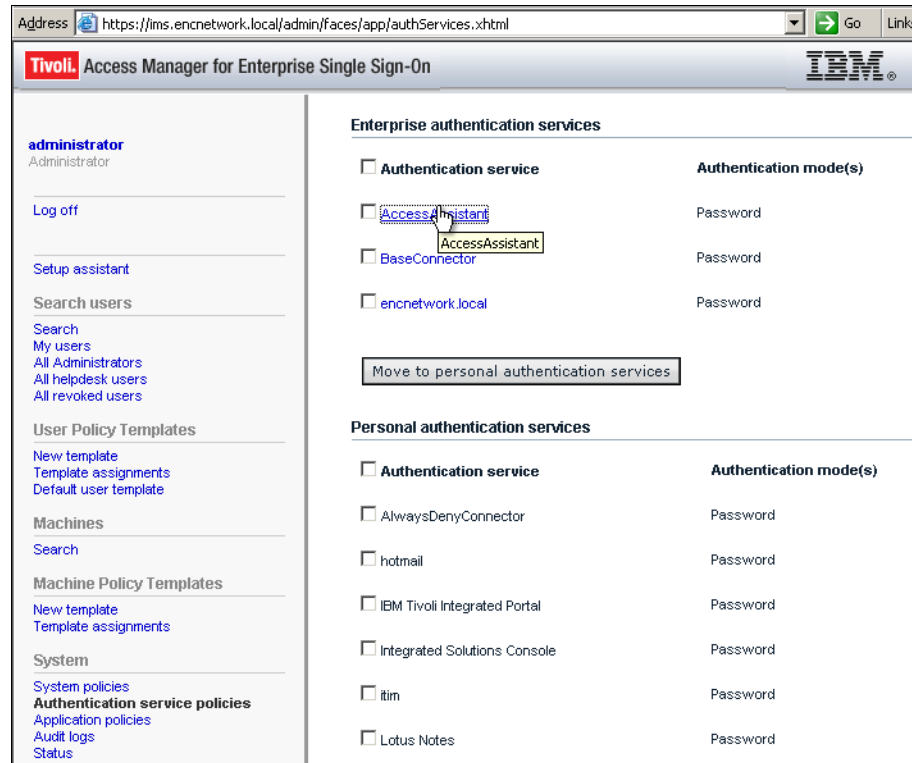 Address https://ims.encnetwork.local/admin/faces/app/authServices.xhtml Go Links
Tivoli. Access Manager for Enterprise Single Sign-On IBM®
administrator
Administrator
Log off
Setup assistant
Search users
Search
My users
All Administrators
All helpdesk users
All revoked users
User Policy Templates
New template
Template assignments
Default user template
Machines
Search
Machine Policy Templates
New template
Template assignments
System
System policies
Authentication service policies
Application policies
Audit logs
Status
Enterprise authentication services
Authentication service Authentication mode(s)
AccessAssistant Password
AccessAssistant
BaseConnector Password
encnetwork.local Password
Move to personal authentication services
Personal authentication services
Authentication service Authentication mode(s)
AlwaysDenyConnector Password
hotmail Password
IBM Tivoli Integrated Portal Password
Integrated Solutions Console Password
itim Password
Lotus Notes Password